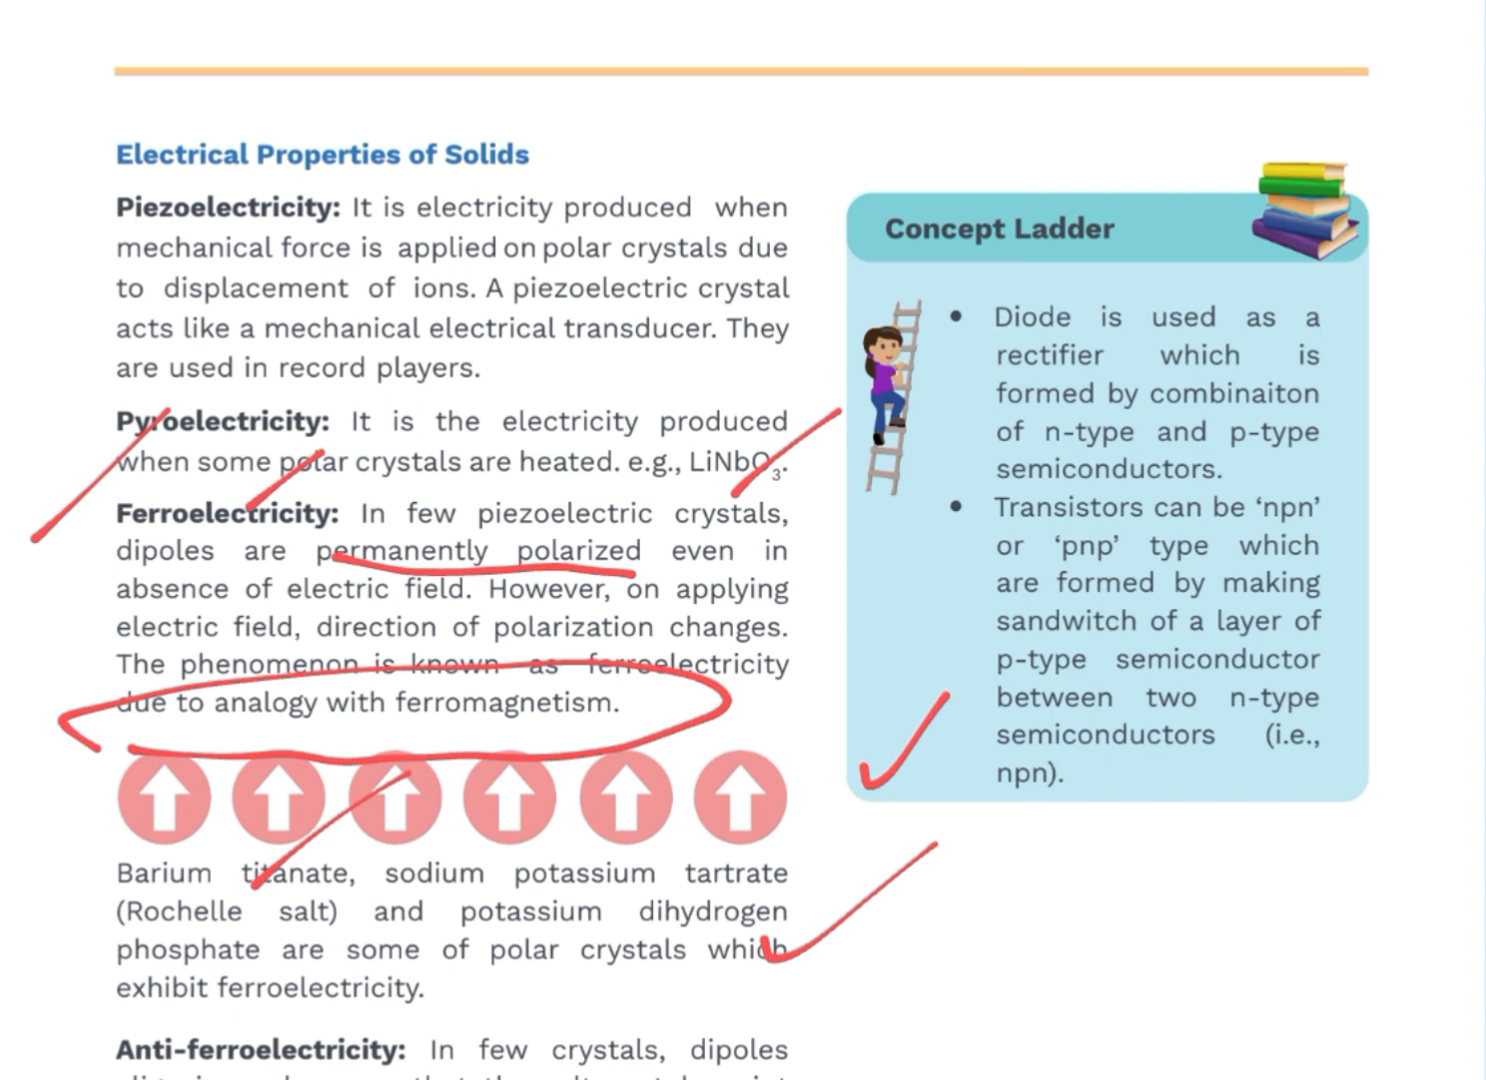 Electrical Properties of Solids
Piezoelectricity: It is electricity produced when
mechanical force is applied on polar crystals due
to displacement of ions. A piezoelectric crystal
acts like a mechanical electrical transducer. They
are used in record players.
Pyroelectricity: It is the electricity produced
when some polar crystals are heated. e.g., LiNbO₃.
Ferroelectricity: In few piezoelectric crystals,
dipoles are permanently polarized even in
absence of electric field. However, on applying
electric field, direction of polarization changes.
The phenomenon is known as ferroelectricity
due to analogy with ferromagnetism.
Barium titanate, sodium potassium tartrate
(Rochelle salt) and potassium dihydrogen
phosphate are some of polar crystals which
exhibit ferroelectricity.
Anti-ferroelectricity: In few crystals, dipoles
Concept Ladder
• Diode is used as a
rectifier which is
formed by combinaiton
of n-type and p-type
semiconductors.
• Transistors can be ‘npn’
or ‘pnp’ type which
are formed by making
sandwitch of a layer of
p-type semiconductor
between two n-type
semiconductors (i.e.,
npn).